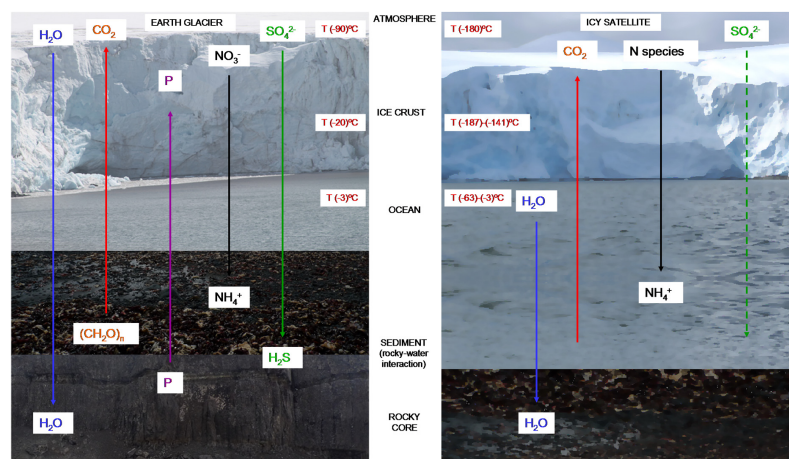 EARTH GLACIER
ATMOSPHERE
ICY SATELLITE
H2O
CO2
NO3-
SO42-
T (-90)ºC
T (-180)ºC
CO2
N species
SO42-
P
ICE CRUST
T (-20)ºC
T (-187)-(-141)ºC
T (-3)ºC
OCEAN
T (-63)-(-3)ºC
H2O
NH4+
NH4+
(CH2O)n
H2S
SEDIMENT
(rocky-water
interaction)
P
H2O
ROCKY
CORE
H2O